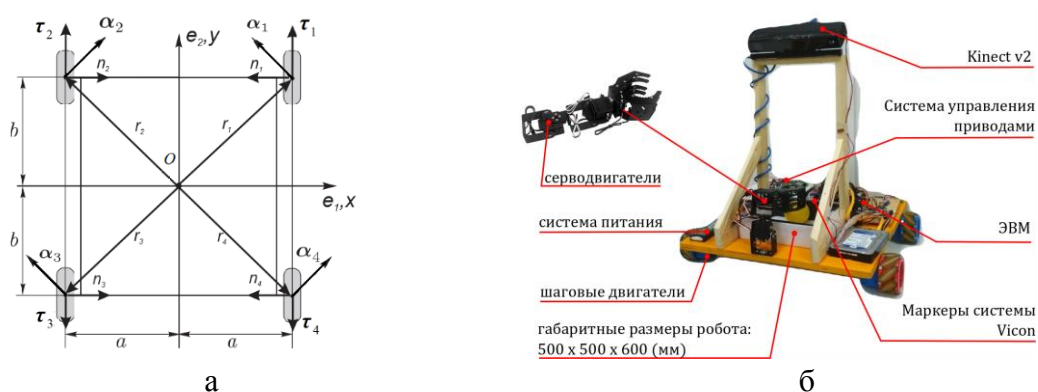 τ₂
α₂
α₁
τ₁
e₂,y
n₂
n₁
b
r₂
r₁
O
e₁,x
b
r₃
r₄
α₃
n₃
n₄
α₄
τ₃
a
a
τ₄
а
Kinect v2
Система управления
приводами
серводвигатели
система питания
ЭВМ
шаговые двигатели
Маркеры системы
Vicon
габаритные размеры робота:
500 x 500 x 600 (мм)
б